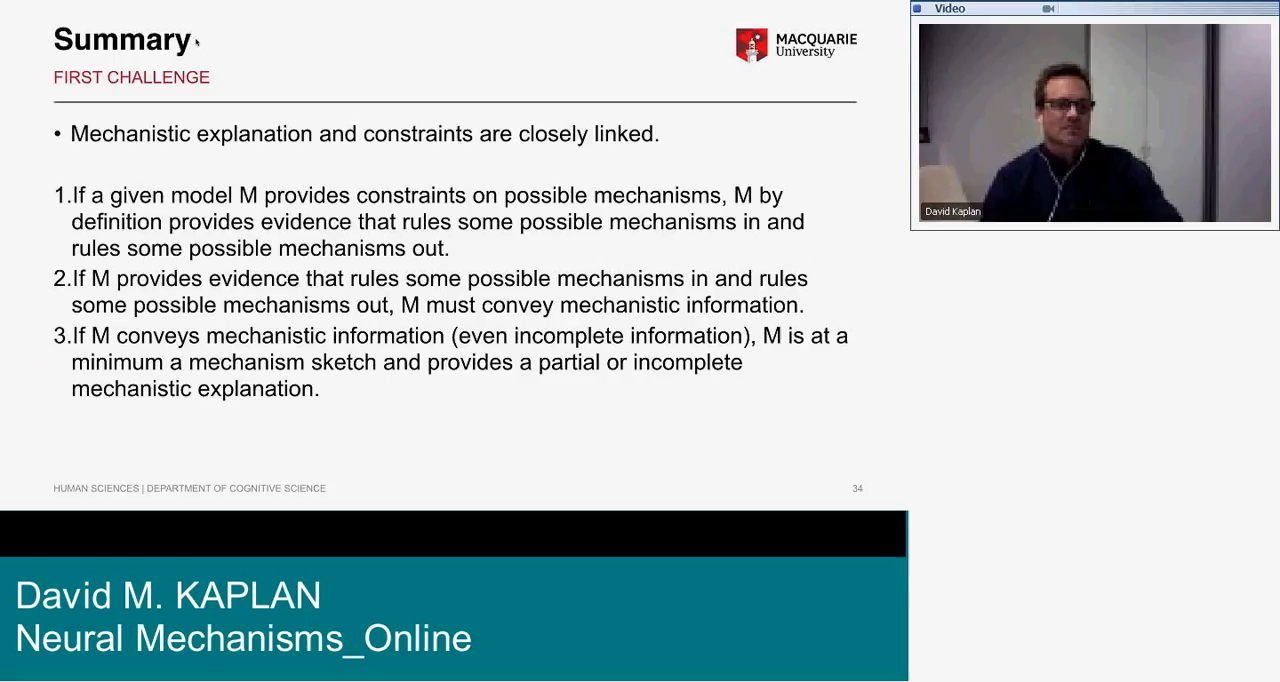 Summary
MACQUARIE
University
FIRST CHALLENGE
• Mechanistic explanation and constraints are closely linked.
1.If a given model M provides constraints on possible mechanisms, M by
definition provides evidence that rules some possible mechanisms in and
rules some possible mechanisms out.
2.If M provides evidence that rules some possible mechanisms in and rules
some possible mechanisms out, M must convey mechanistic information.
3.If M conveys mechanistic information (even incomplete information), M is at a
minimum a mechanism sketch and provides a partial or incomplete
mechanistic explanation.
HUMAN SCIENCES | DEPARTMENT OF COGNITIVE SCIENCE
34
Video
David Kaplan
David M. KAPLAN
Neural Mechanisms_Online